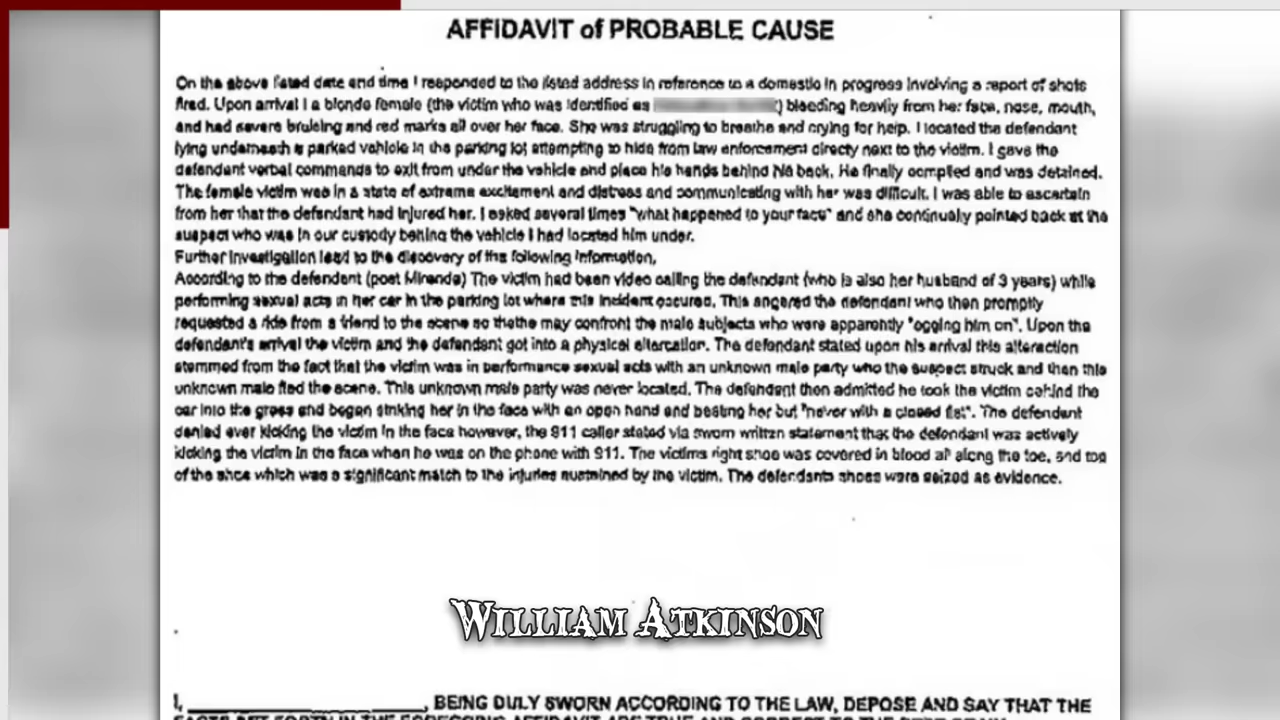 AFFIDAVIT of PROBABLE CAUSE
On the above listed date and time I responded to the listed address in reference to a domestic in progress involving a report of shots
fired. Upon arrival I a blonde female (the victim who was identified as ) bleeding heavily from her face, nose, mouth,
and had severe bruising and red marks all over her face. She was struggling to breathe and crying for help. I located the defendant
lying underneath a parked vehicle in the parking lot attempting to hide from law enforcement directy next to the victim. I gave the
defendant verbal commands to exit from under the vehicle and place his hands behind his back. He finally complied and was detained.
The female victim was in a state of extreme excitement and distress and communicating with her was difficult. I was able to ascertain
from her that the defendant had injured her. I asked several times "what happened to your face" and she continually pointed back at the
suspect who was in our custody behind the vehicle I had located him under.
Further investigation lead to the discovery of the following information,
According to the defendant (post Miranda) The victim had been video calling the defendant (who is also her husband of 3 years) while
performing sexual acts in her car in the parking lot where this incident occured. This angered the defendant who then promptly
requested a ride from a friend to the scene so thathe may confront the male subjects who were apparently "egging him on". Upon the
defendant's arrival the victim and the defendant got into a physical altercation. The defendant stated upon his arrival this alteraction
stemmed from the fact that the victim was in performance sexual acts with an unknown male party who the suspect struck and then this
unknown male fled the scene. This unknown male party was never located. The defendant then admitted he took the victim behind the
car into the grass and began striking her in the face with an open hand and beating her but "never with a closed fist". The defendant
denied ever kicking the victim in the face however, the 911 caller stated via sworn written statement that the defendant was actively
kicking the victim in the face when he was on the phone with 911. The victims right shoe was covered in blood all along the toe, and top
of the shoe which was a significant match to the injuries sustained by the victim. The defendants shoes were seized as evidence.
WILLIAM ATKINSON
I, ____________________, BEING DULY SWORN ACCORDING TO THE LAW, DEPOSE AND SAY THAT THE